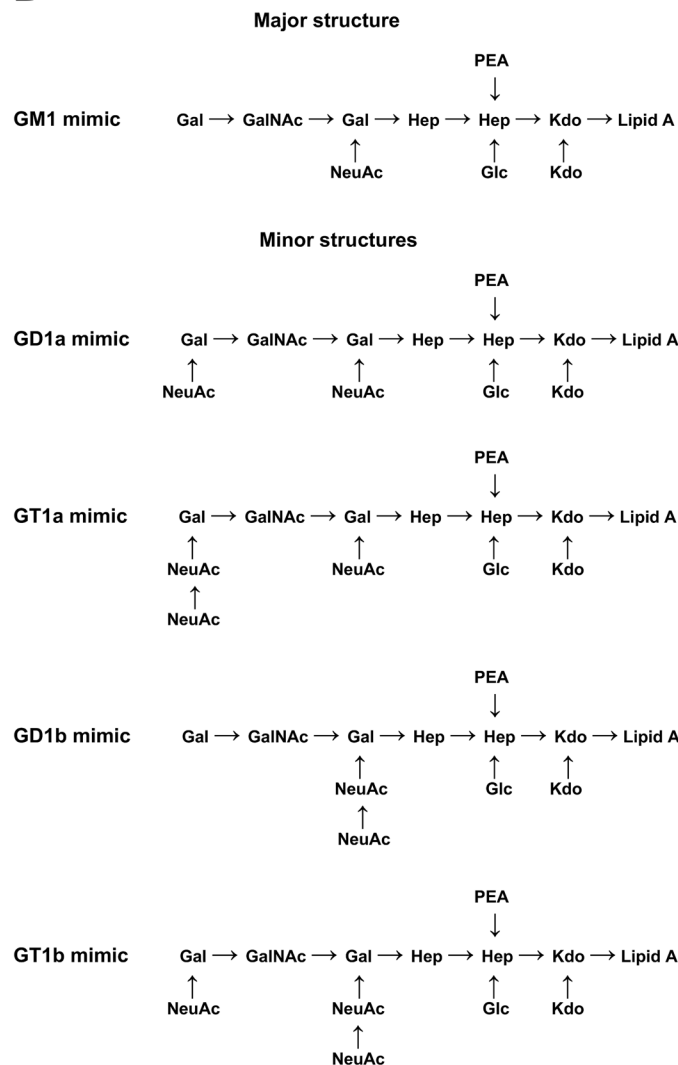 Major structure
PEA
↓
GM1 mimic Gal → GalNAc → Gal → Hep → Hep → Kdo → Lipid A
↑ ↑ ↑
NeuAc Glc Kdo
Minor structures
PEA
↓
GD1a mimic Gal → GalNAc → Gal → Hep → Hep → Kdo → Lipid A
↑ ↑ ↑ ↑
NeuAc NeuAc Glc Kdo
PEA
↓
GT1a mimic Gal → GalNAc → Gal → Hep → Hep → Kdo → Lipid A
↑ ↑ ↑ ↑
NeuAc NeuAc Glc Kdo
↑
NeuAc
PEA
↓
GD1b mimic Gal → GalNAc → Gal → Hep → Hep → Kdo → Lipid A
↑ ↑ ↑
NeuAc Glc Kdo
↑
NeuAc
PEA
↓
GT1b mimic Gal → GalNAc → Gal → Hep → Hep → Kdo → Lipid A
↑ ↑ ↑ ↑
NeuAc NeuAc Glc Kdo
↑
NeuAc